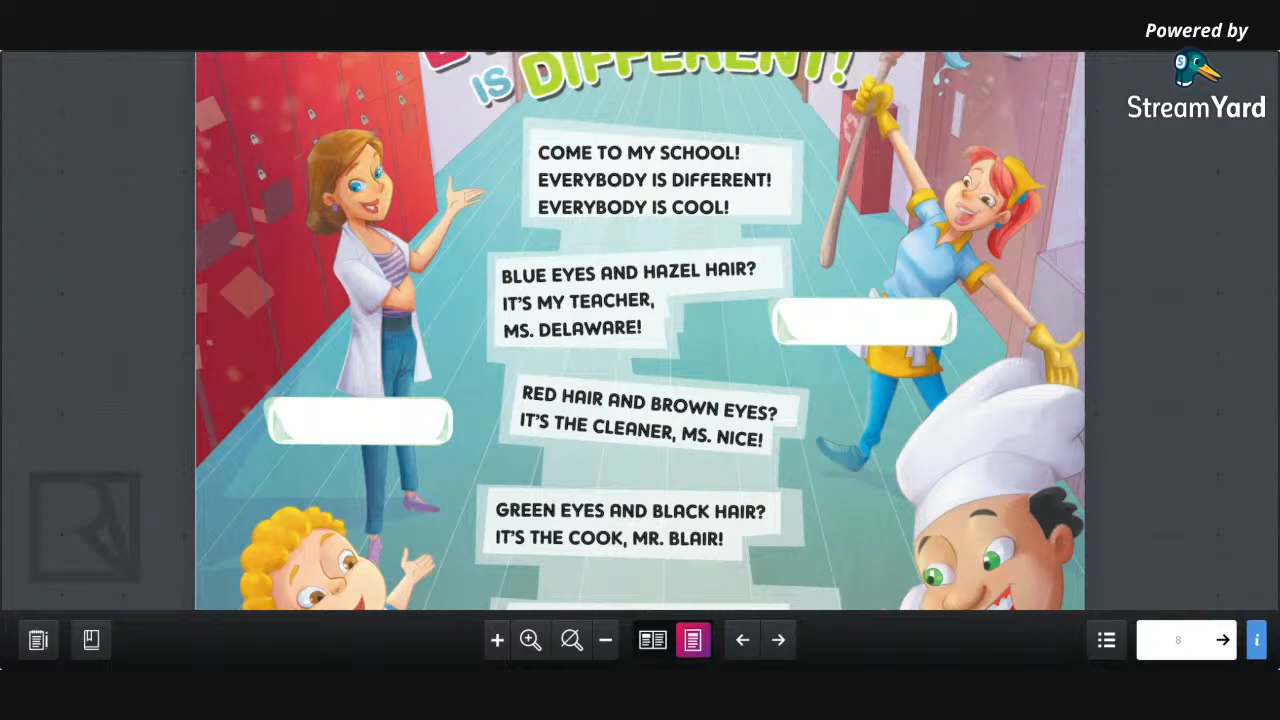 Powered by
StreamYard
IS DIFFERENT!
COME TO MY SCHOOL!
EVERYBODY IS DIFFERENT!
EVERYBODY IS COOL!
BLUE EYES AND HAZEL HAIR?
IT'S MY TEACHER,
MS. DELAWARE!
RED HAIR AND BROWN EYES?
IT'S THE CLEANER, MS. NICE!
GREEN EYES AND BLACK HAIR?
IT'S THE COOK, MR. BLAIR!
8